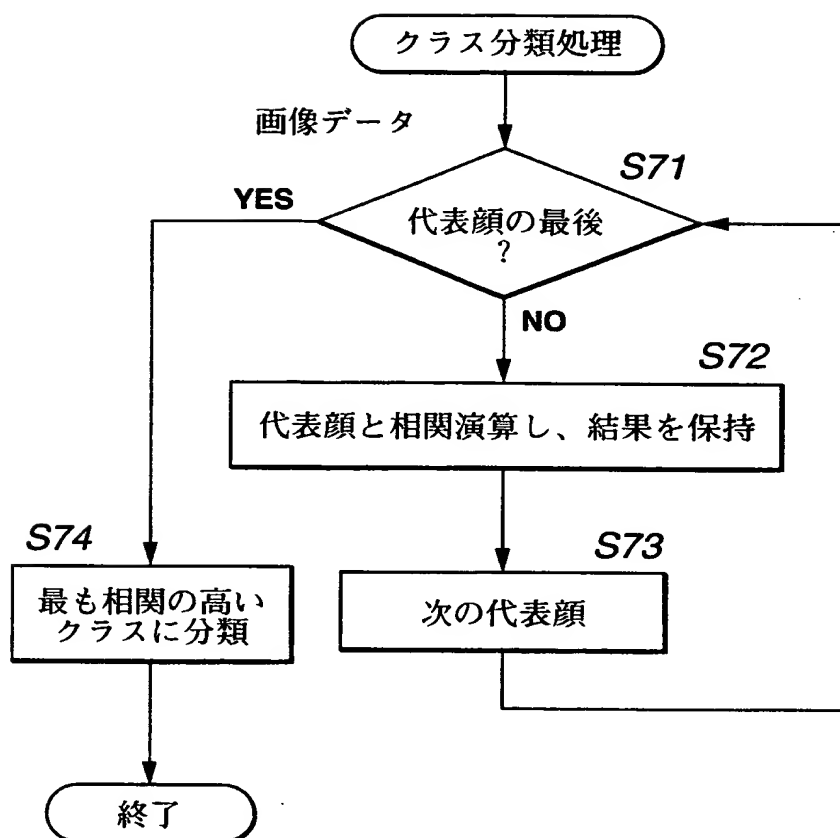 クラス分類処理
画像データ
S71
YES
代表顔の最後
?
NO
S72
代表顔と相関演算し、結果を保持
S74
S73
最も相関の高い
クラスに分類
次の代表顔
終了